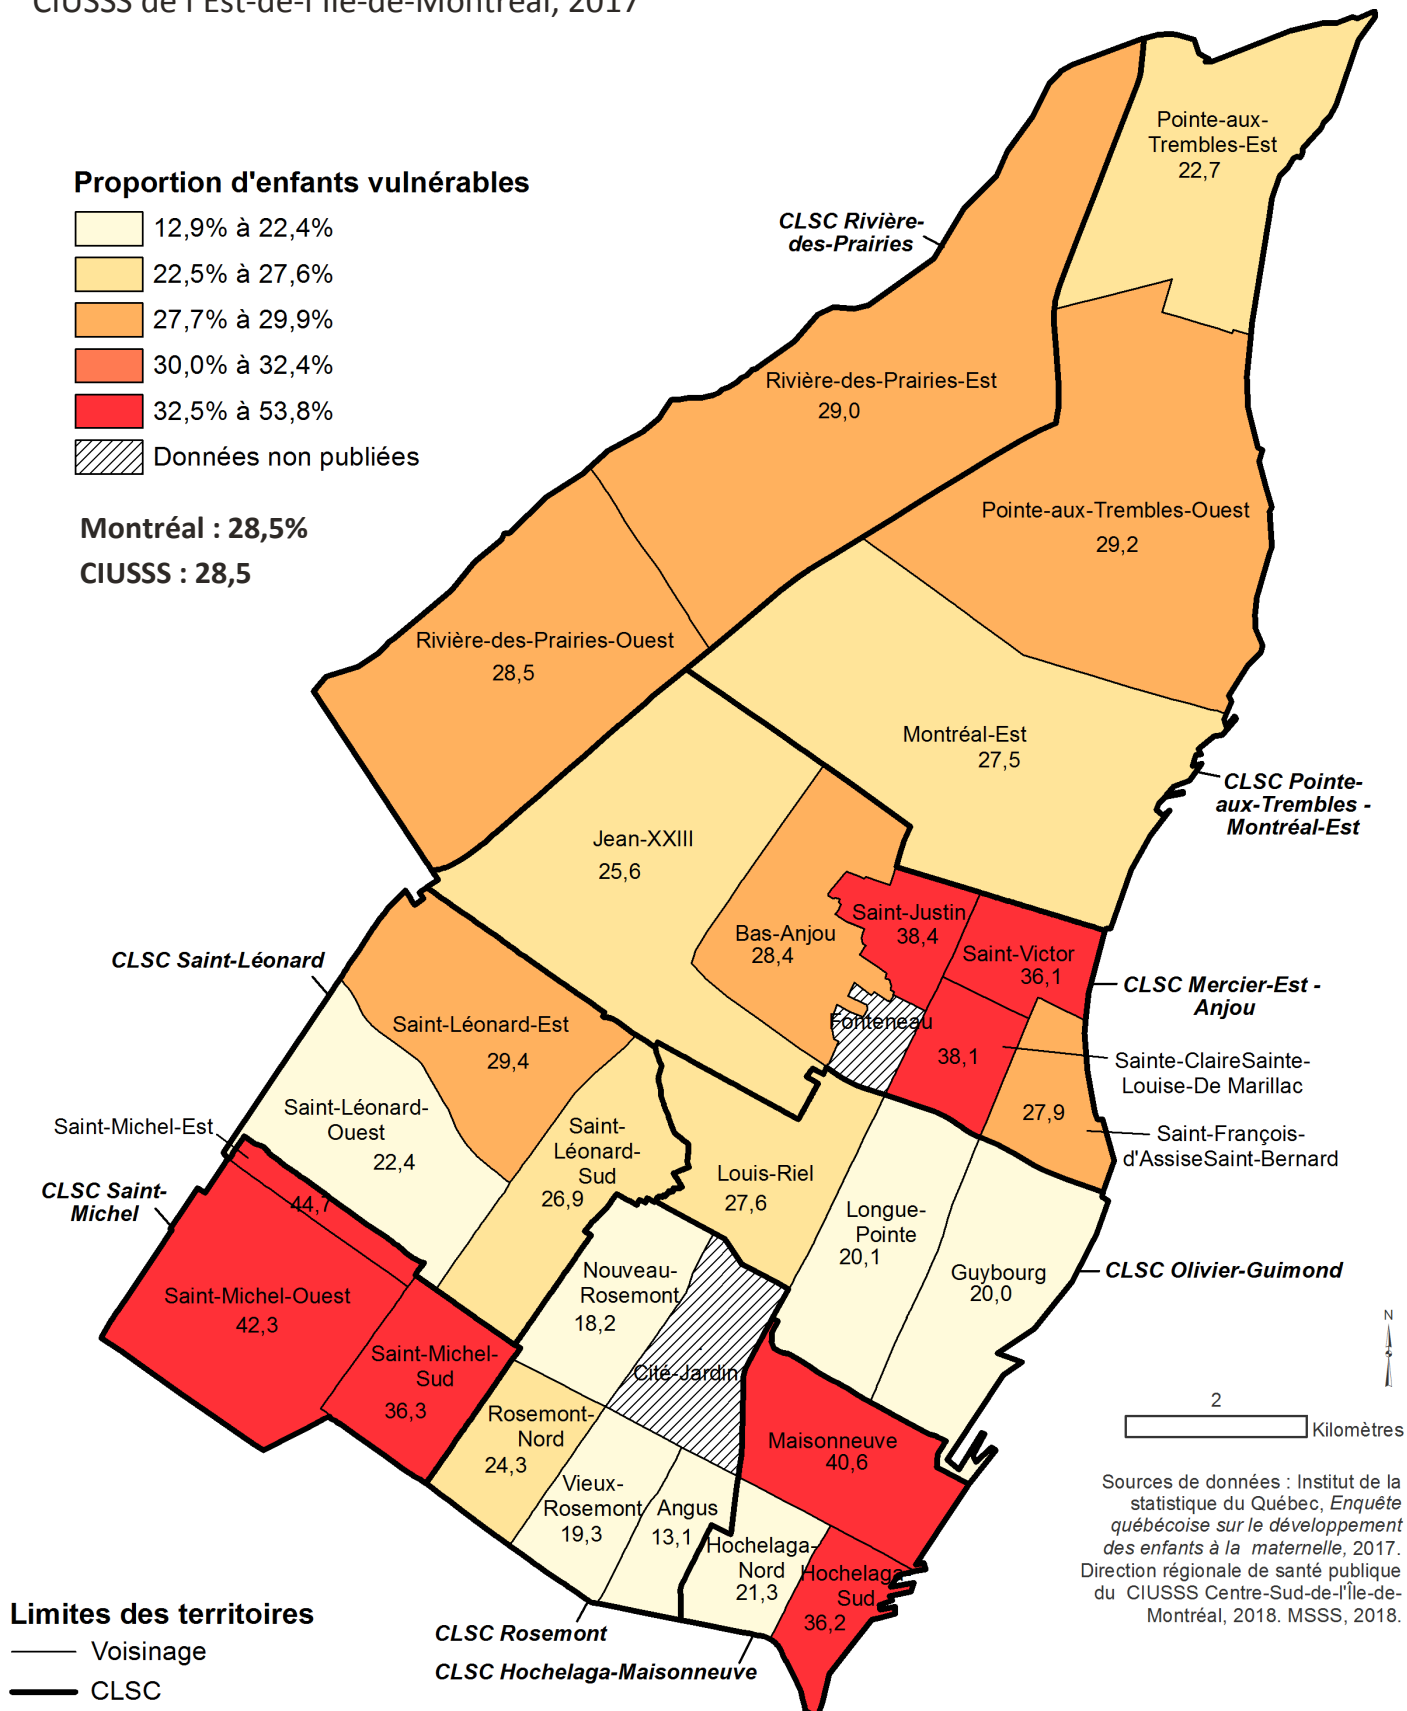 CIUSSS de l'Est-de-l'Île-de-Montréal, 2017
Proportion d'enfants vulnérables
12,9% à 22,4%
22,5% à 27,6%
27,7% à 29,9%
30,0% à 32,4%
32,5% à 53,8%
Données non publiées
Montréal : 28,5%
CIUSSS : 28,5
Pointe-aux-
Trembles-Est
22,7
CLSC Rivière-
des-Prairies
Rivière-des-Prairies-Est
29,0
Pointe-aux-Trembles-Ouest
29,2
Rivière-des-Prairies-Ouest
28,5
Montréal-Est
27,5
CLSC Pointe-
aux-Trembles -
Montréal-Est
Jean-XXIII
25,6
Bas-Anjou
28,4
Saint-Justin
38,4
Saint-Victor
36,1
CLSC Mercier-Est -
Anjou
Fonteneau
38,1
Sainte-ClaireSainte-
Louise-De Marillac
27,9
Saint-François-
d'AssiseSaint-Bernard
CLSC Saint-Léonard
Saint-Léonard-Est
29,4
Saint-Léonard-
Ouest
22,4
Saint-
Léonard-
Sud
26,9
Saint-Michel-Est
44,7
CLSC Saint-
Michel
Saint-Michel-Ouest
42,3
Saint-Michel-
Sud
36,3
Louis-Riel
27,6
Longue-
Pointe
20,1
Guybourg
20,0
CLSC Olivier-Guimond
Nouveau-
Rosemont
18,2
Cité-Jardin
Rosemont-
Nord
24,3
Vieux-
Rosemont
19,3
Angus
13,1
Maisonneuve
40,6
Hochelaga-
Nord
21,3
Hochelaga-
Sud
36,2
CLSC Rosemont
CLSC Hochelaga-Maisonneuve
N
2
Kilomètres
Sources de données : Institut de la
statistique du Québec, Enquête
québécoise sur le développement
des enfants à la maternelle, 2017.
Direction régionale de santé publique
du CIUSSS Centre-Sud-de-l'Île-de-
Montréal, 2018. MSSS, 2018.
Limites des territoires
Voisinage
CLSC